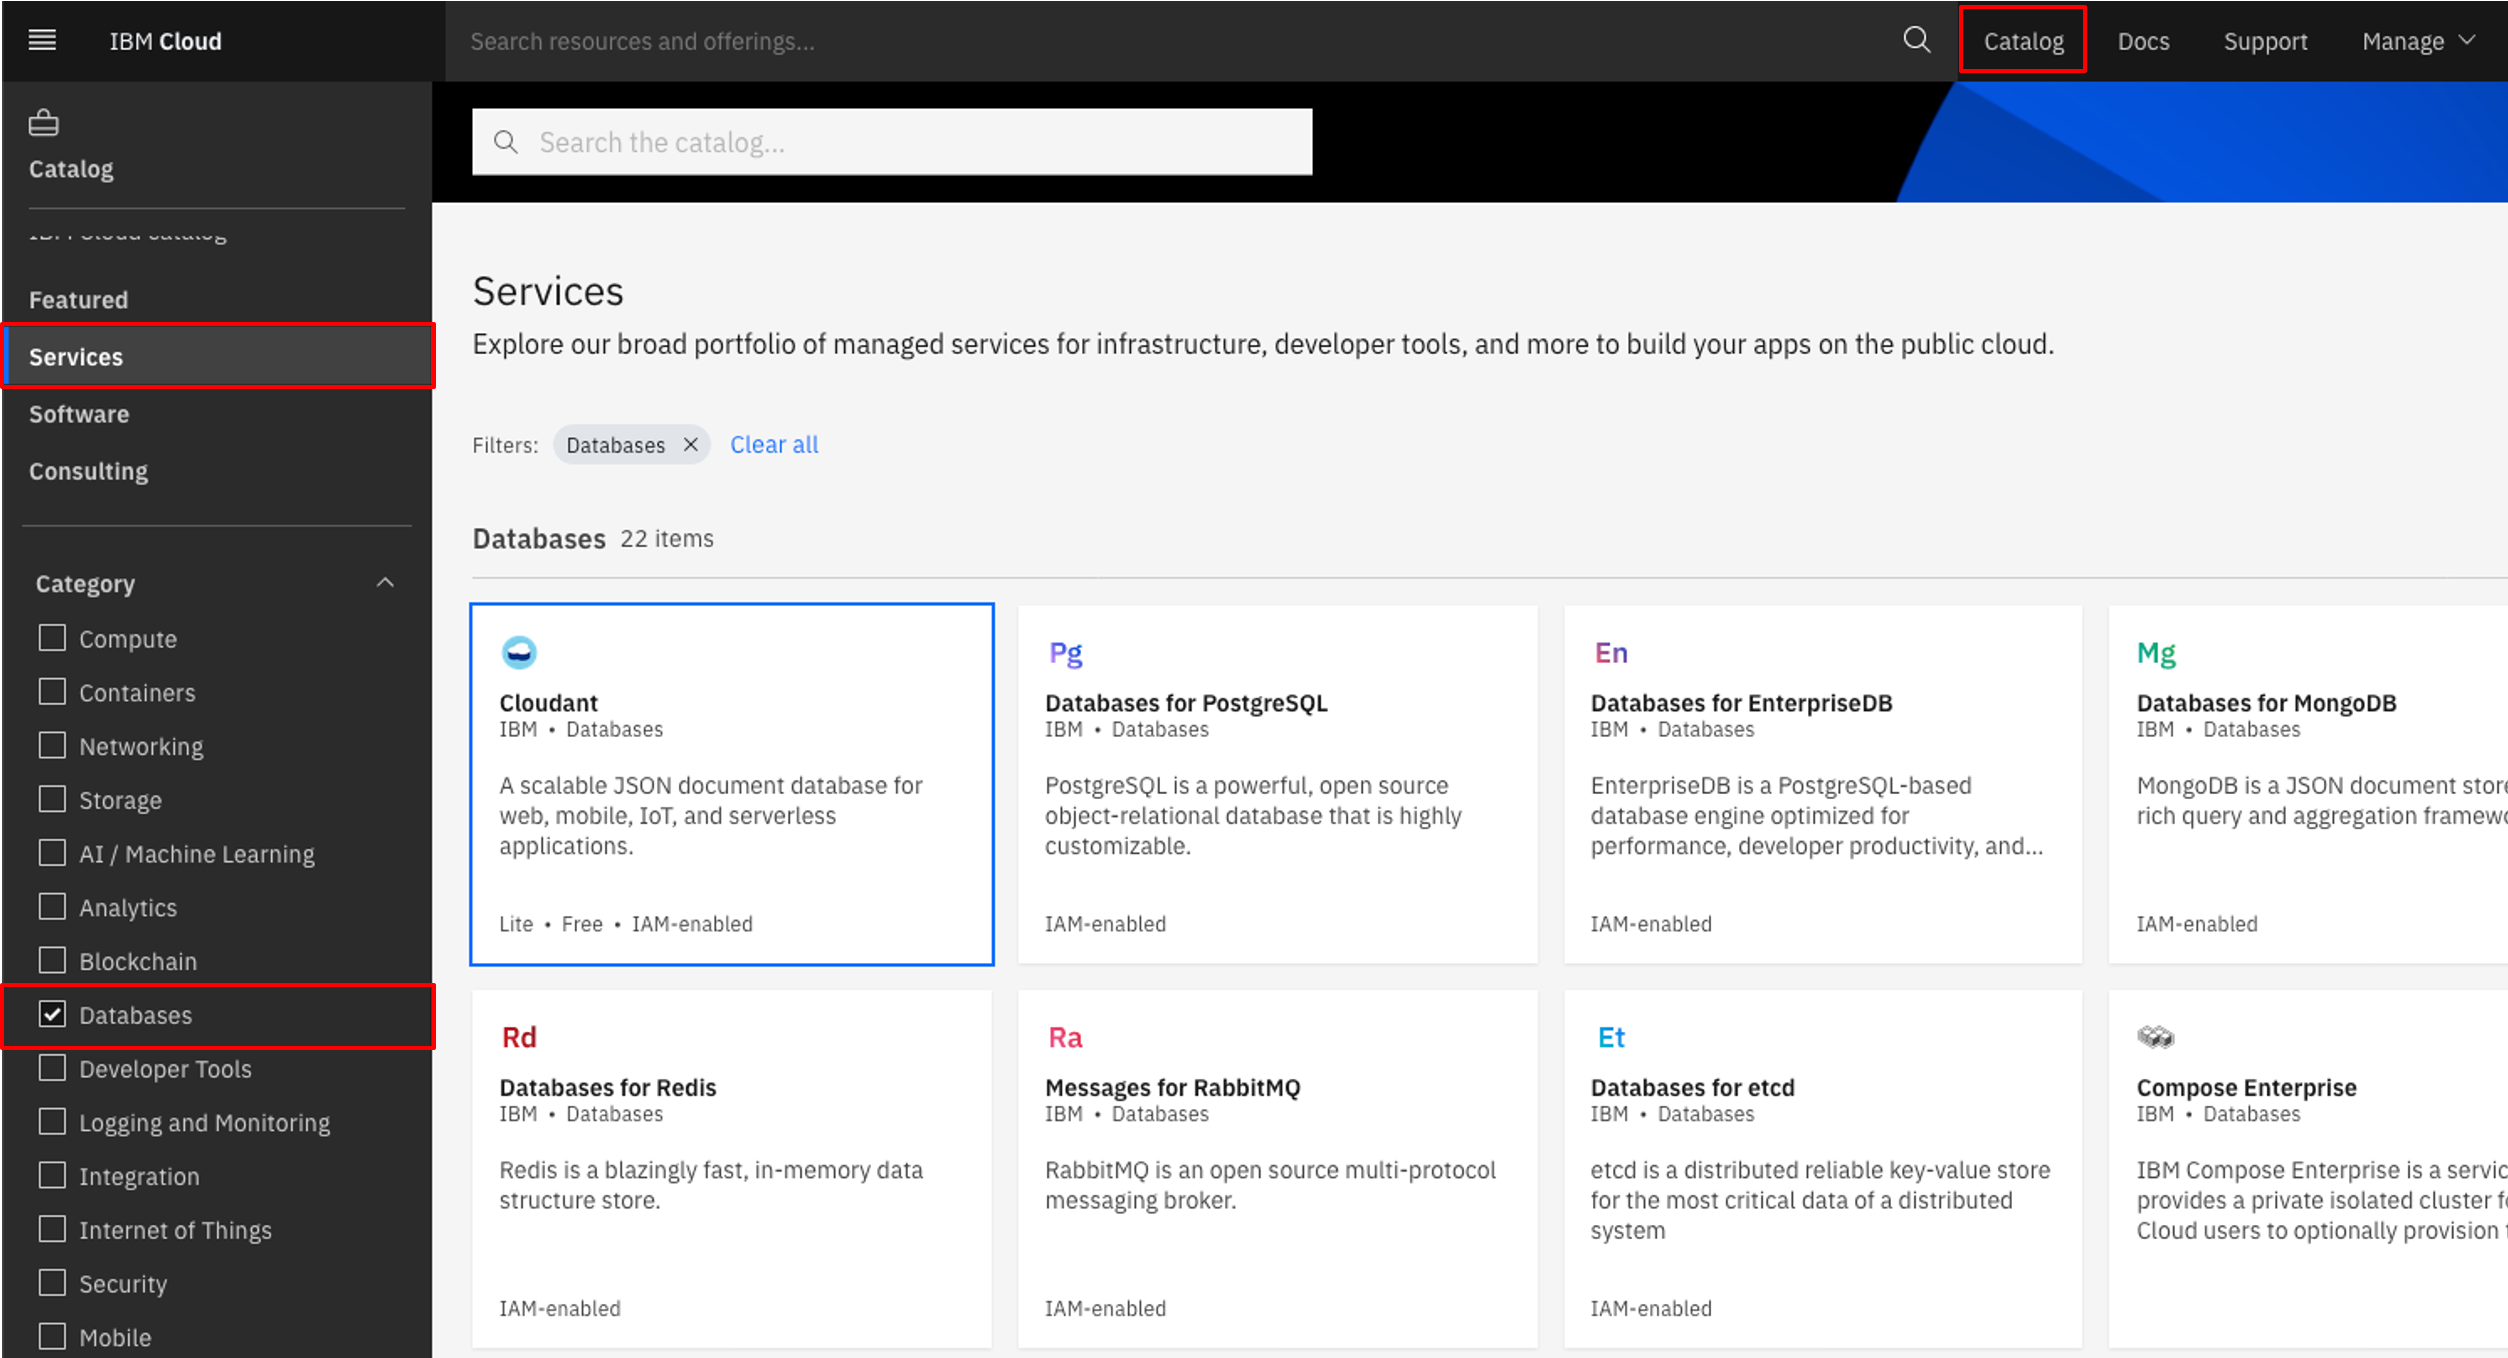 IBM Cloud
Search resources and offerings...
Catalog
Docs
Support
Manage
Catalog
IBM Cloud catalog
Featured
Services
Software
Consulting
Category
Compute
Containers
Networking
Storage
AI / Machine Learning
Analytics
Blockchain
Databases
Developer Tools
Logging and Monitoring
Integration
Internet of Things
Security
Mobile
Search the catalog...
Services
Explore our broad portfolio of managed services for infrastructure, developer tools, and more to build your apps on the public cloud.
Filters: Databases Clear all
Databases 22 items
Cloudant
IBM • Databases
A scalable JSON document database for
web, mobile, IoT, and serverless
applications.
Lite • Free • IAM-enabled
Pg
Databases for PostgreSQL
IBM • Databases
PostgreSQL is a powerful, open source
object-relational database that is highly
customizable.
IAM-enabled
En
Databases for EnterpriseDB
IBM • Databases
EnterpriseDB is a PostgreSQL-based
database engine optimized for
performance, developer productivity, and...
IAM-enabled
Mg
Databases for MongoDB
IBM • Databases
MongoDB is a JSON document store
rich query and aggregation
IAM-enabled
Rd
Databases for Redis
IBM • Databases
Redis is a blazingly fast, in-memory data
structure store.
IAM-enabled
Ra
Messages for RabbitMQ
IBM • Databases
RabbitMQ is an open source multi-protocol
messaging broker.
IAM-enabled
Et
Databases for etcd
IBM • Databases
etcd is a distributed reliable key-value store
for the most critical data of a distributed
system
IAM-enabled
Compose Enterprise
IBM • Databases
IBM Compose Enterprise is a
provides a private isolated cluster
Cloud users to optionally provision